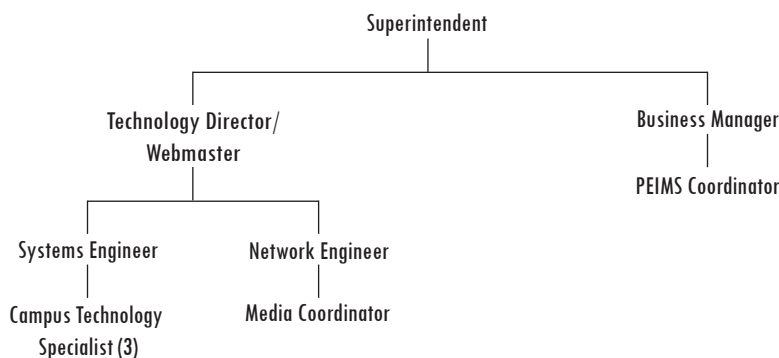 Superintendent
Technology Director/
Webmaster
Business Manager
PEIMS Coordinator
Systems Engineer
Network Engineer
Campus Technology
Specialist (3)
Media Coordinator